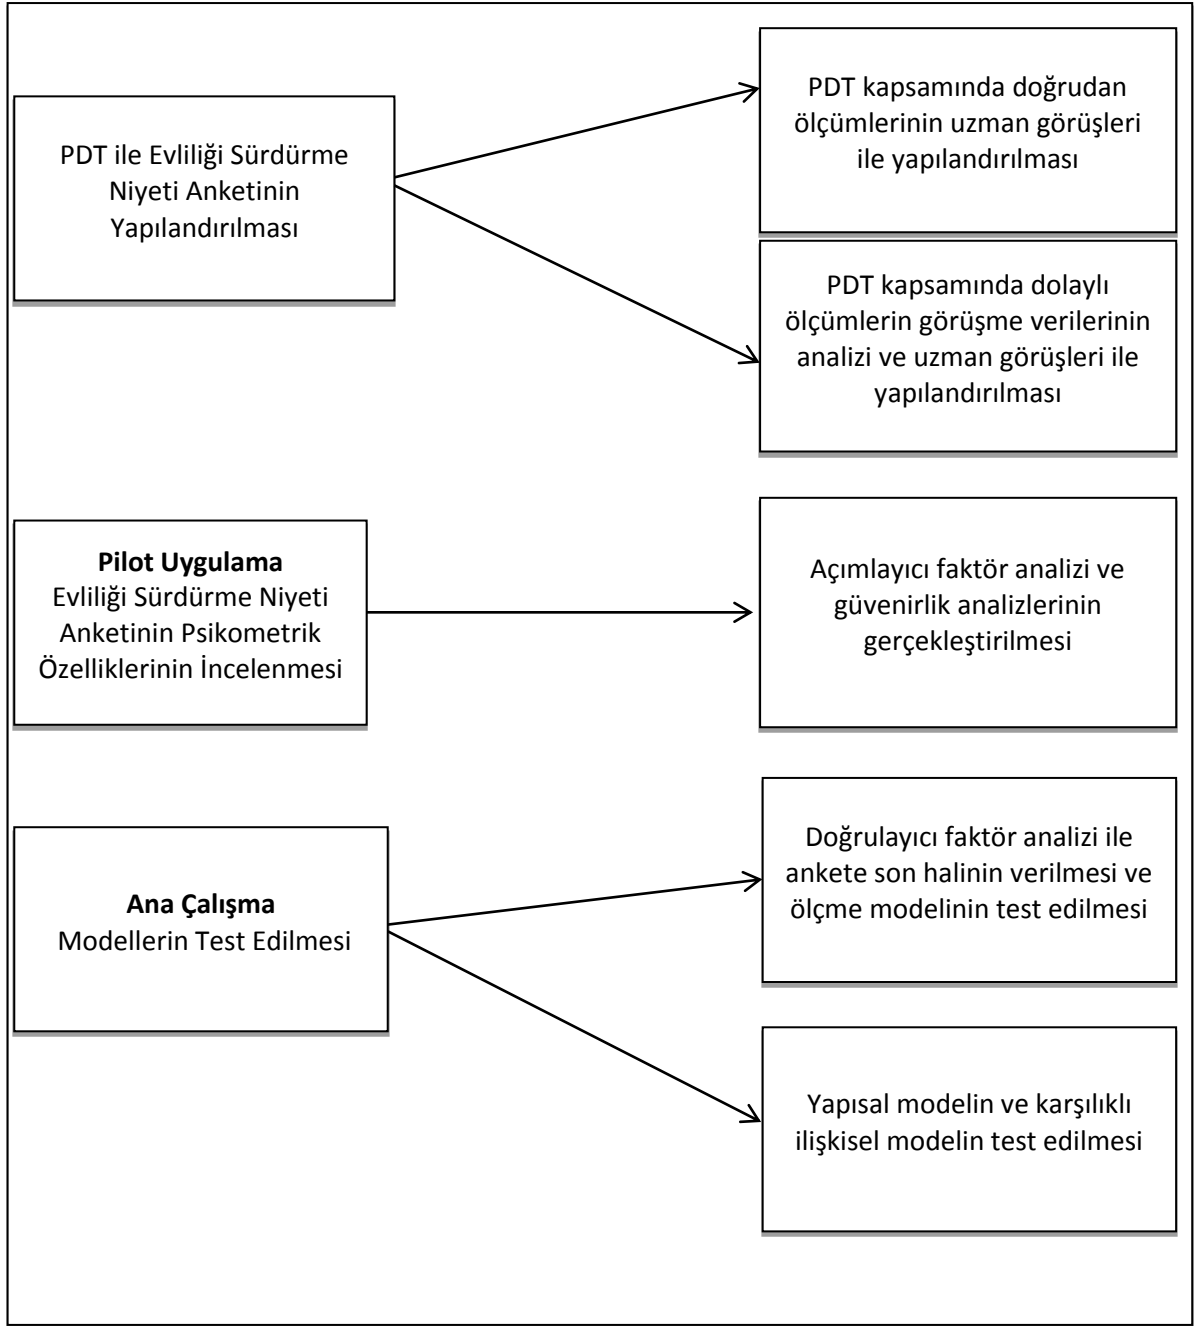 PDT ile Evliliği Sürdürme
Niyeti Anketinin
Yapılandırılması
PDT kapsamında doğrudan
ölçümlerinin uzman görüşleri
ile yapılandırılması
PDT kapsamında dolaylı
ölçümlerin görüşme verilerinin
analizi ve uzman görüşleri ile
yapılandırılması
Pilot Uygulama
Evliliği Sürdürme Niyeti
Anketinin Psikometrik
Özelliklerinin İncelenmesi
Açımlayıcı faktör analizi ve
güvenirlik analizlerinin
gerçekleştirilmesi
Ana Çalışma
Modellerin Test Edilmesi
Doğrulayıcı faktör analizi ile
ankete son halinin verilmesi ve
ölçme modelinin test edilmesi
Yapısal modelin ve karşılıklı
ilişkisel modelin test edilmesi